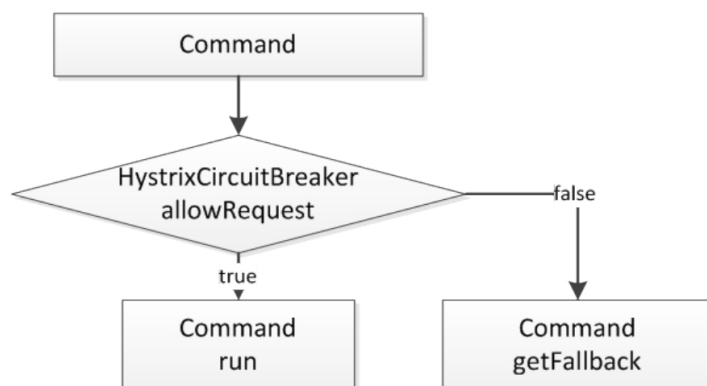 Command
HystrixCircuitBreaker
allowRequest
false
true
Command
run
Command
getFallback